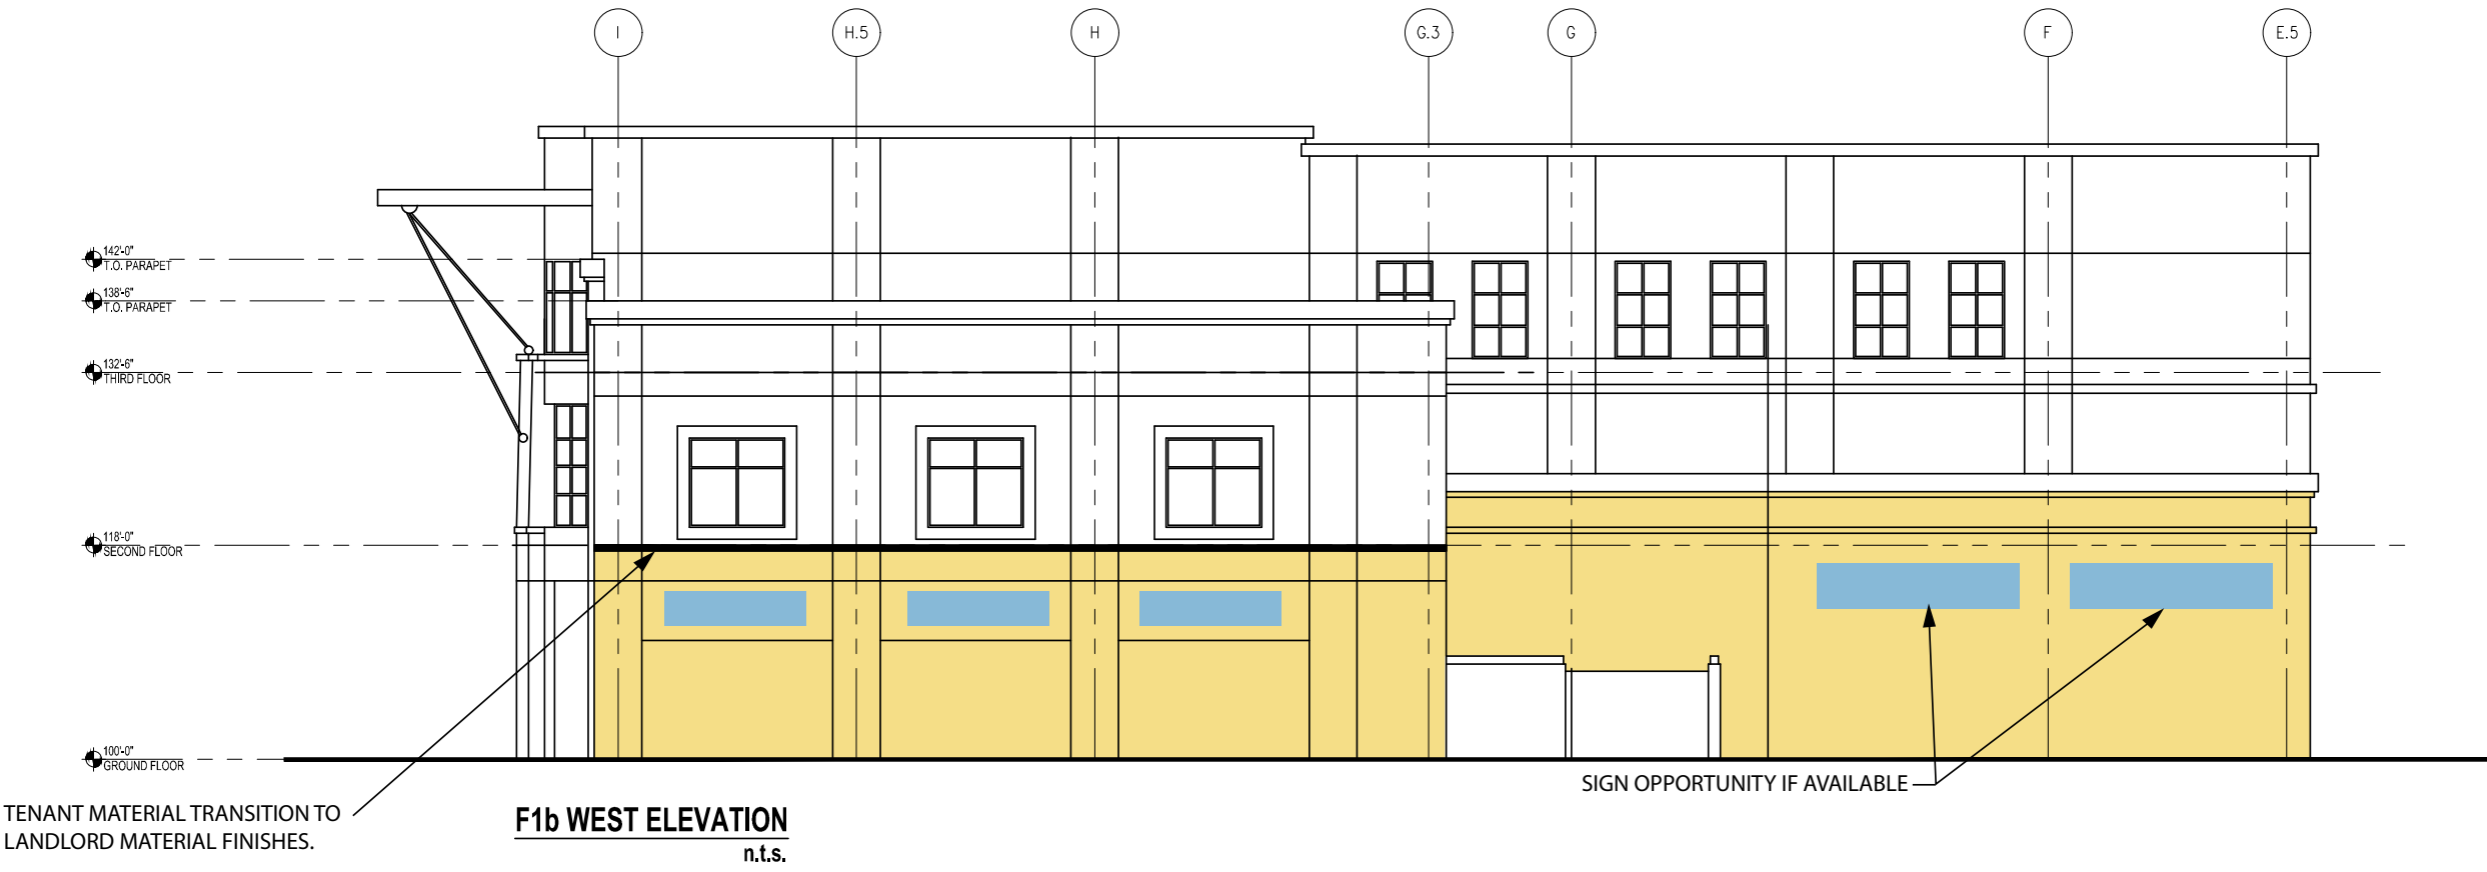 I
H.5
H
G.3
G
F
E.5
142'-0"
T.O. PARAPET
138'-6"
T.O. PARAPET
132'-6"
THIRD FLOOR
118'-0"
SECOND FLOOR
100'-0"
GROUND FLOOR
SIGN OPPORTUNITY IF AVAILABLE
TENANT MATERIAL TRANSITION TO
LANDLORD MATERIAL FINISHES.
F1b WEST ELEVATION
n.t.s.